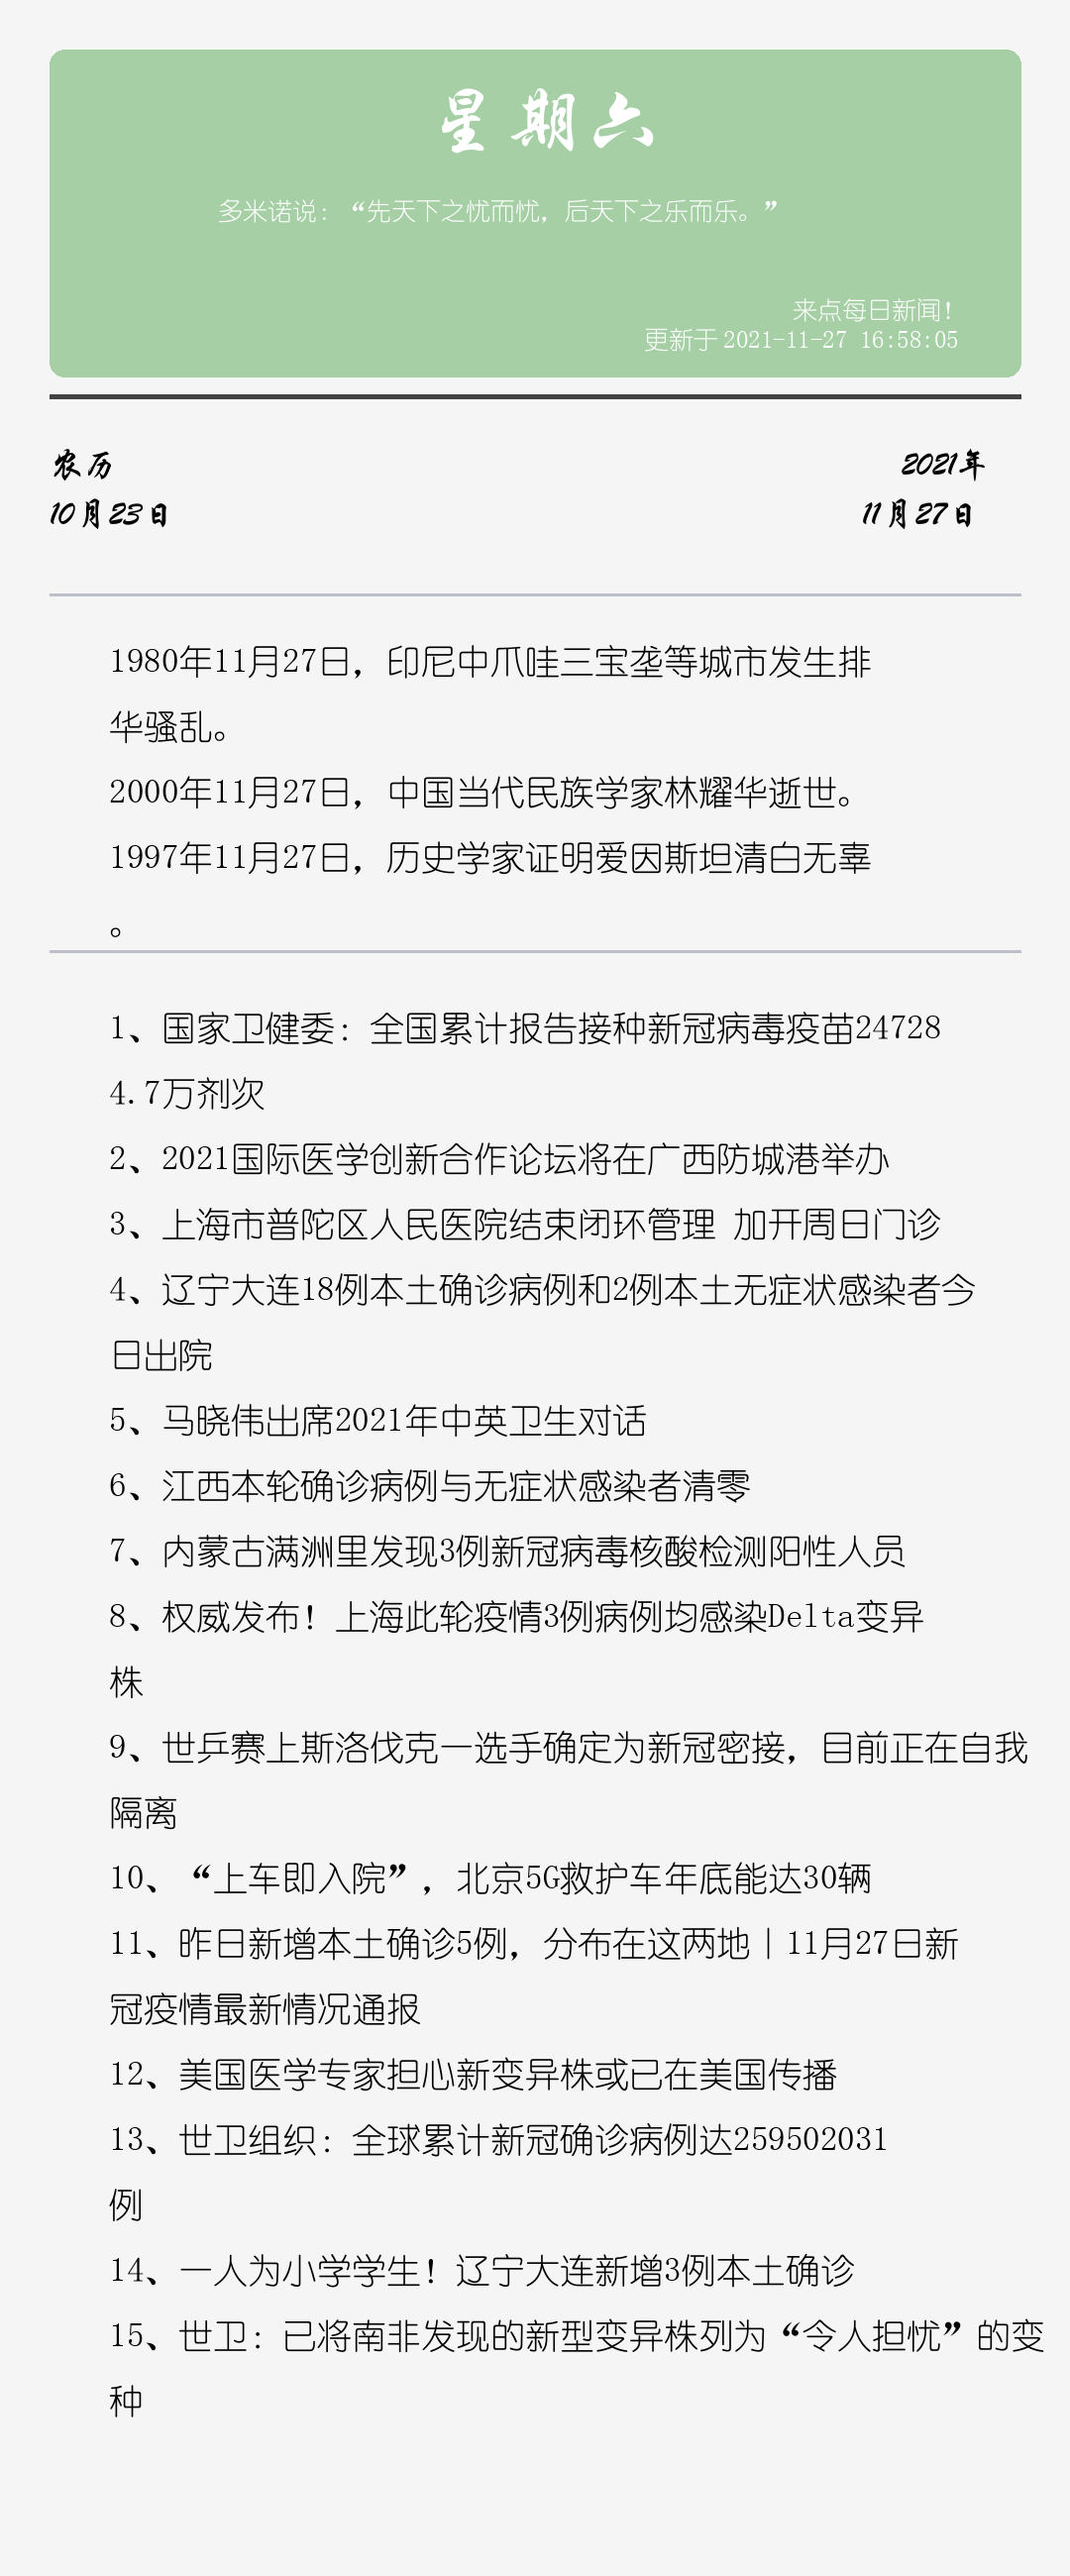 星期六
多米诺说：“先天下之忧而忧，后天下之乐而乐。”
来点每日新闻！
更新于 2021-11-27 16:58:05
农历
2021年
10月23日
11月27日
1980年11月27日，印尼中爪哇三宝垄等城市发生排
华骚乱。
2000年11月27日，中国当代民族学家林耀华逝世。
1997年11月27日，历史学家证明爱因斯坦清白无辜
。
1、国家卫健委：全国累计报告接种新冠病毒疫苗24728
4.7万剂次
2、2021国际医学创新合作论坛将在广西防城港举办
3、上海市普陀区人民医院结束闭环管理 加开周日门诊
4、辽宁大连18例本土确诊病例和2例本土无症状感染者今
日出院
5、马晓伟出席2021年中英卫生对话
6、江西本轮确诊病例与无症状感染者清零
7、内蒙古满洲里发现3例新冠病毒核酸检测阳性人员
8、权威发布！上海此轮疫情3例病例均感染Delta变异
株
9、世乒赛上斯洛伐克一选手确定为新冠密接，目前正在自我
隔离
10、“上车即入院”，北京5G救护车年底能达30辆
11、昨日新增本土确诊5例，分布在这两地｜11月27日新
冠疫情最新情况通报
12、美国医学专家担心新变异株或已在美国传播
13、世卫组织：全球累计新冠确诊病例达259502031
例
14、一人为小学学生！辽宁大连新增3例本土确诊
15、世卫：已将南非发现的新型变异株列为“令人担忧”的变
种